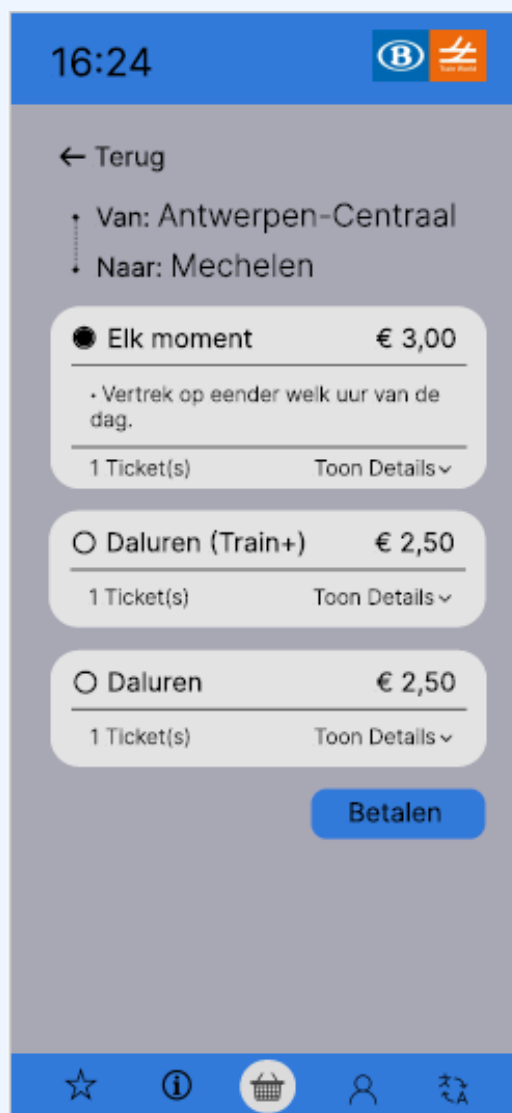 16:24
B
Train World
← Terug
Van: Antwerpen-Centraal
Naar: Mechelen
Elk moment € 3,00
• Vertrek op eender welk uur van de
dag.
1 Ticket(s) Toon Details
Daluren (Train+) € 2,50
1 Ticket(s) Toon Details
Daluren € 2,50
1 Ticket(s) Toon Details
Betalen